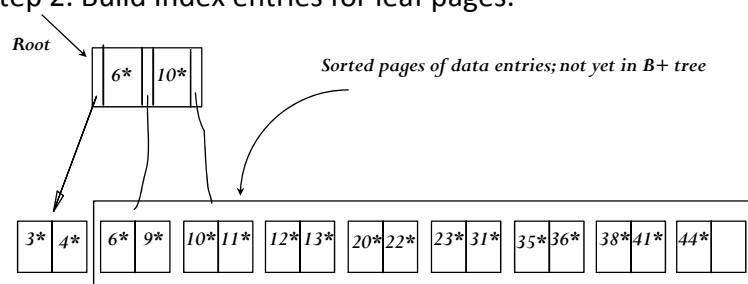 Step 2: Build Index entries for leaf pages.
Root
Sorted pages of data entries; not yet in B+ tree
6* 10*
3* 4* 6* 9* 10* 11* 12* 13* 20* 22* 23* 31* 35* 36* 38* 41* 44*